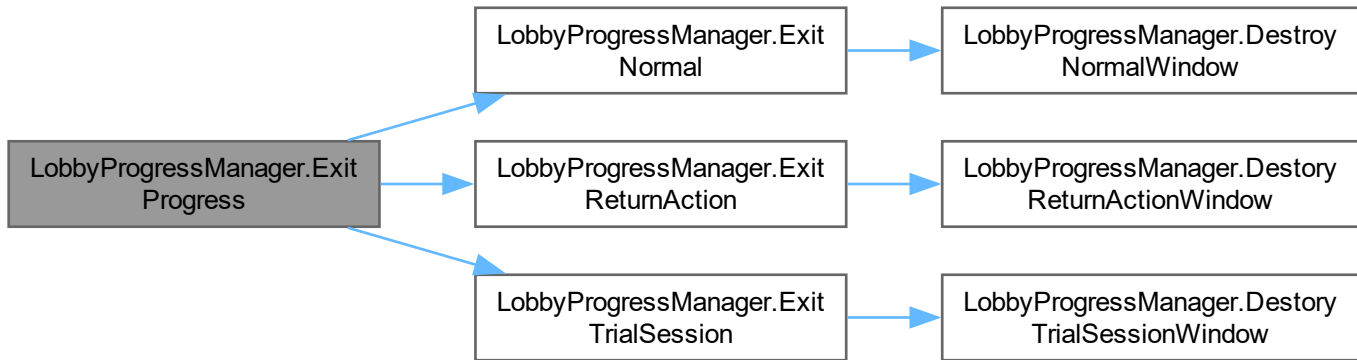 LobbyProgressManager.Exit
Normal
LobbyProgressManager.Destroy
NormalWindow
LobbyProgressManager.Exit
Progress
LobbyProgressManager.Exit
ReturnAction
LobbyProgressManager.Destory
ReturnActionWindow
LobbyProgressManager.Exit
TrialSession
LobbyProgressManager.Destory
TrialSessionWindow